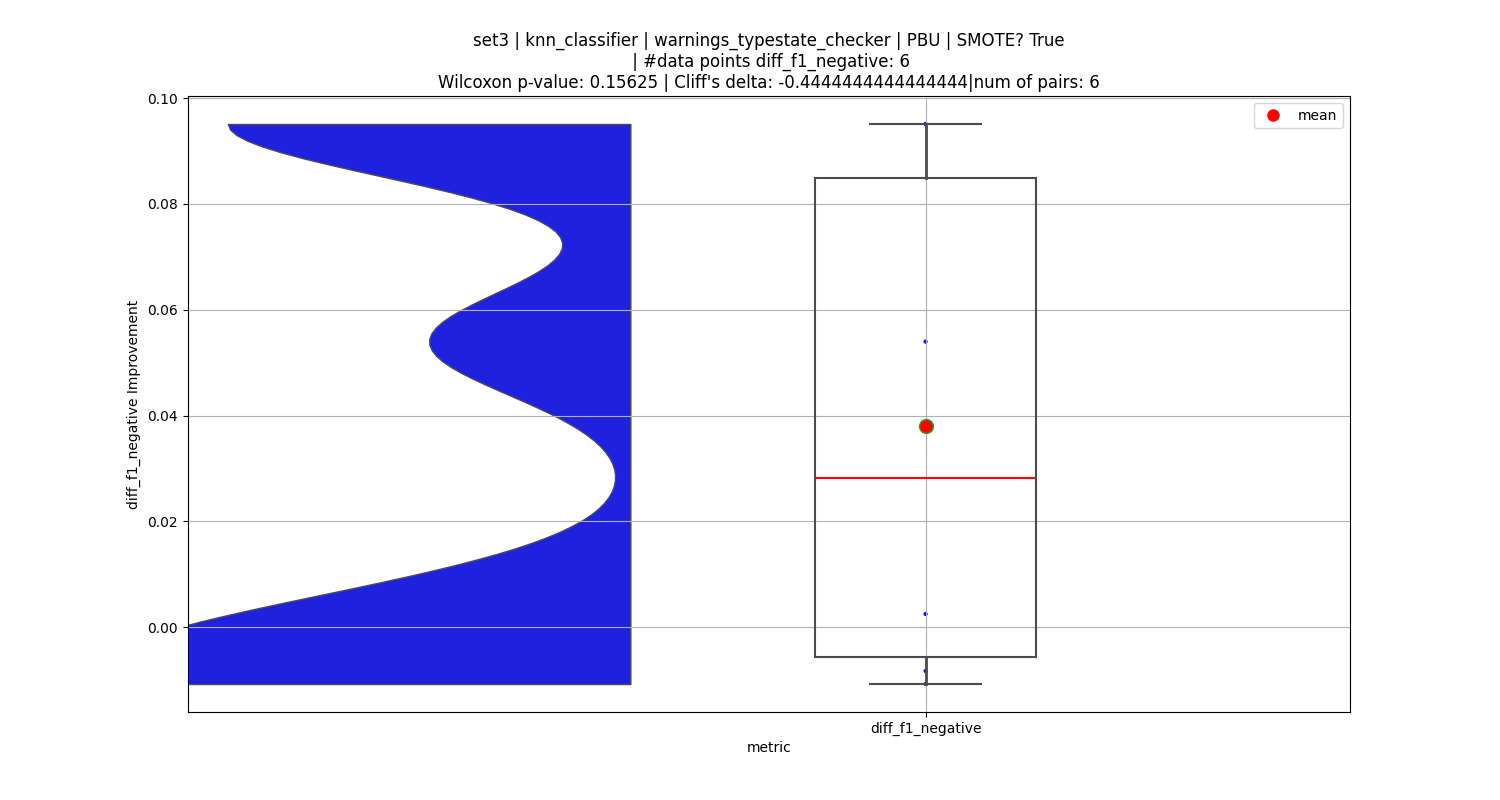 set3 | knn_classifier | warnings_typestate_checker | PBU | SMOTE? True
| #data points diff_f1_negative: 6
Wilcoxon p-value: 0.15625 | Cliff's delta: -0.4444444444444444|num of pairs: 6
mean
0.10
0.08
0.06
0.04
0.02
0.00
diff_f1_negative Improvement
diff_f1_negative
metric